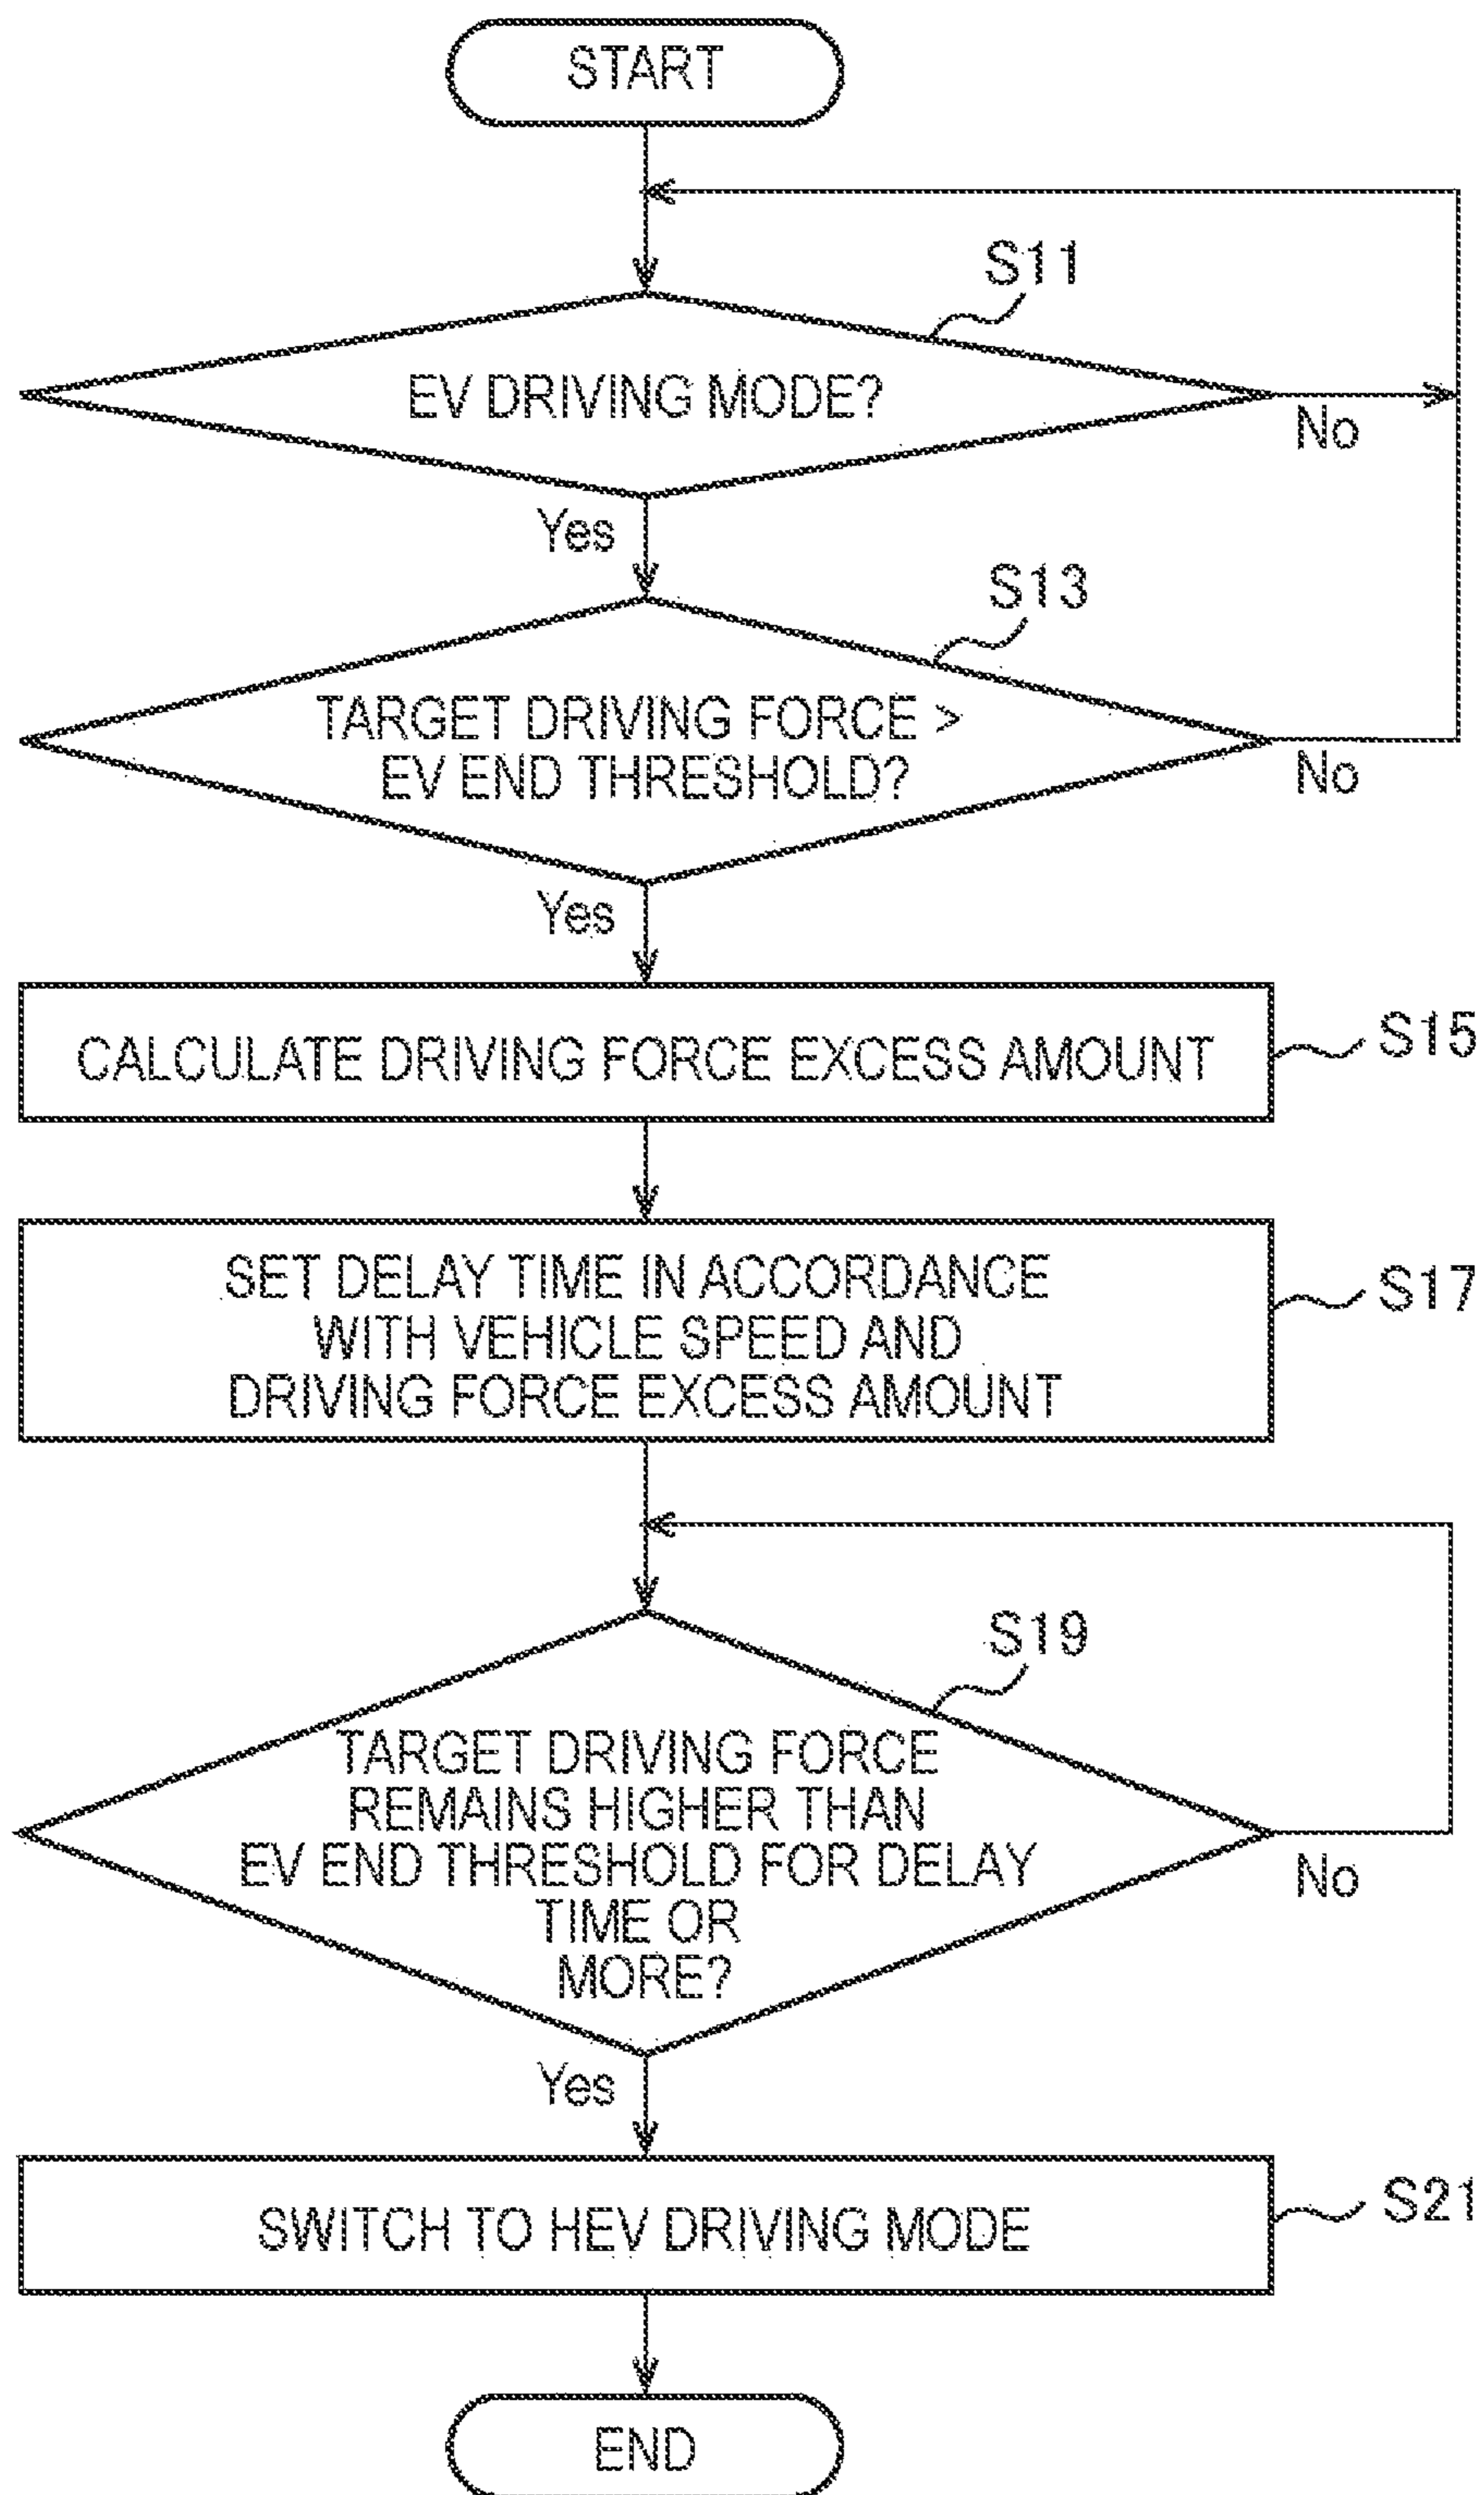 START
S11
EV DRIVING MODE?
No
Yes
S13
TARGET DRIVING FORCE >
EV END THRESHOLD?
No
Yes
CALCULATE DRIVING FORCE EXCESS AMOUNT
S15
SET DELAY TIME IN ACCORDANCE
WITH VEHICLE SPEED AND
DRIVING FORCE EXCESS AMOUNT
S17
S19
TARGET DRIVING FORCE
REMAINS HIGHER THAN
EV END THRESHOLD FOR DELAY
TIME OR
MORE?
No
Yes
SWITCH TO HEV DRIVING MODE
S21
END